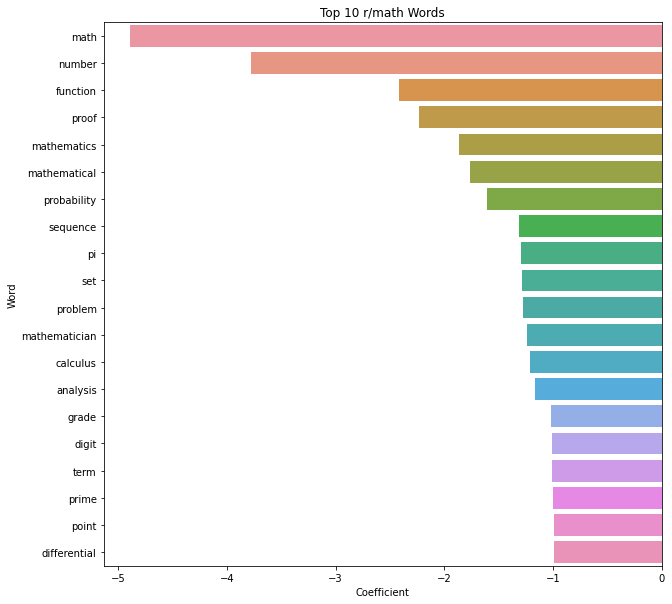 Top 10 r/math Words
Word
math
number
function
proof
mathematics
mathematical
probability
sequence
pi
set
problem
mathematician
calculus
analysis
grade
digit
term
prime
point
differential
−5 −4 −3 −2 −1 0
Coefficient